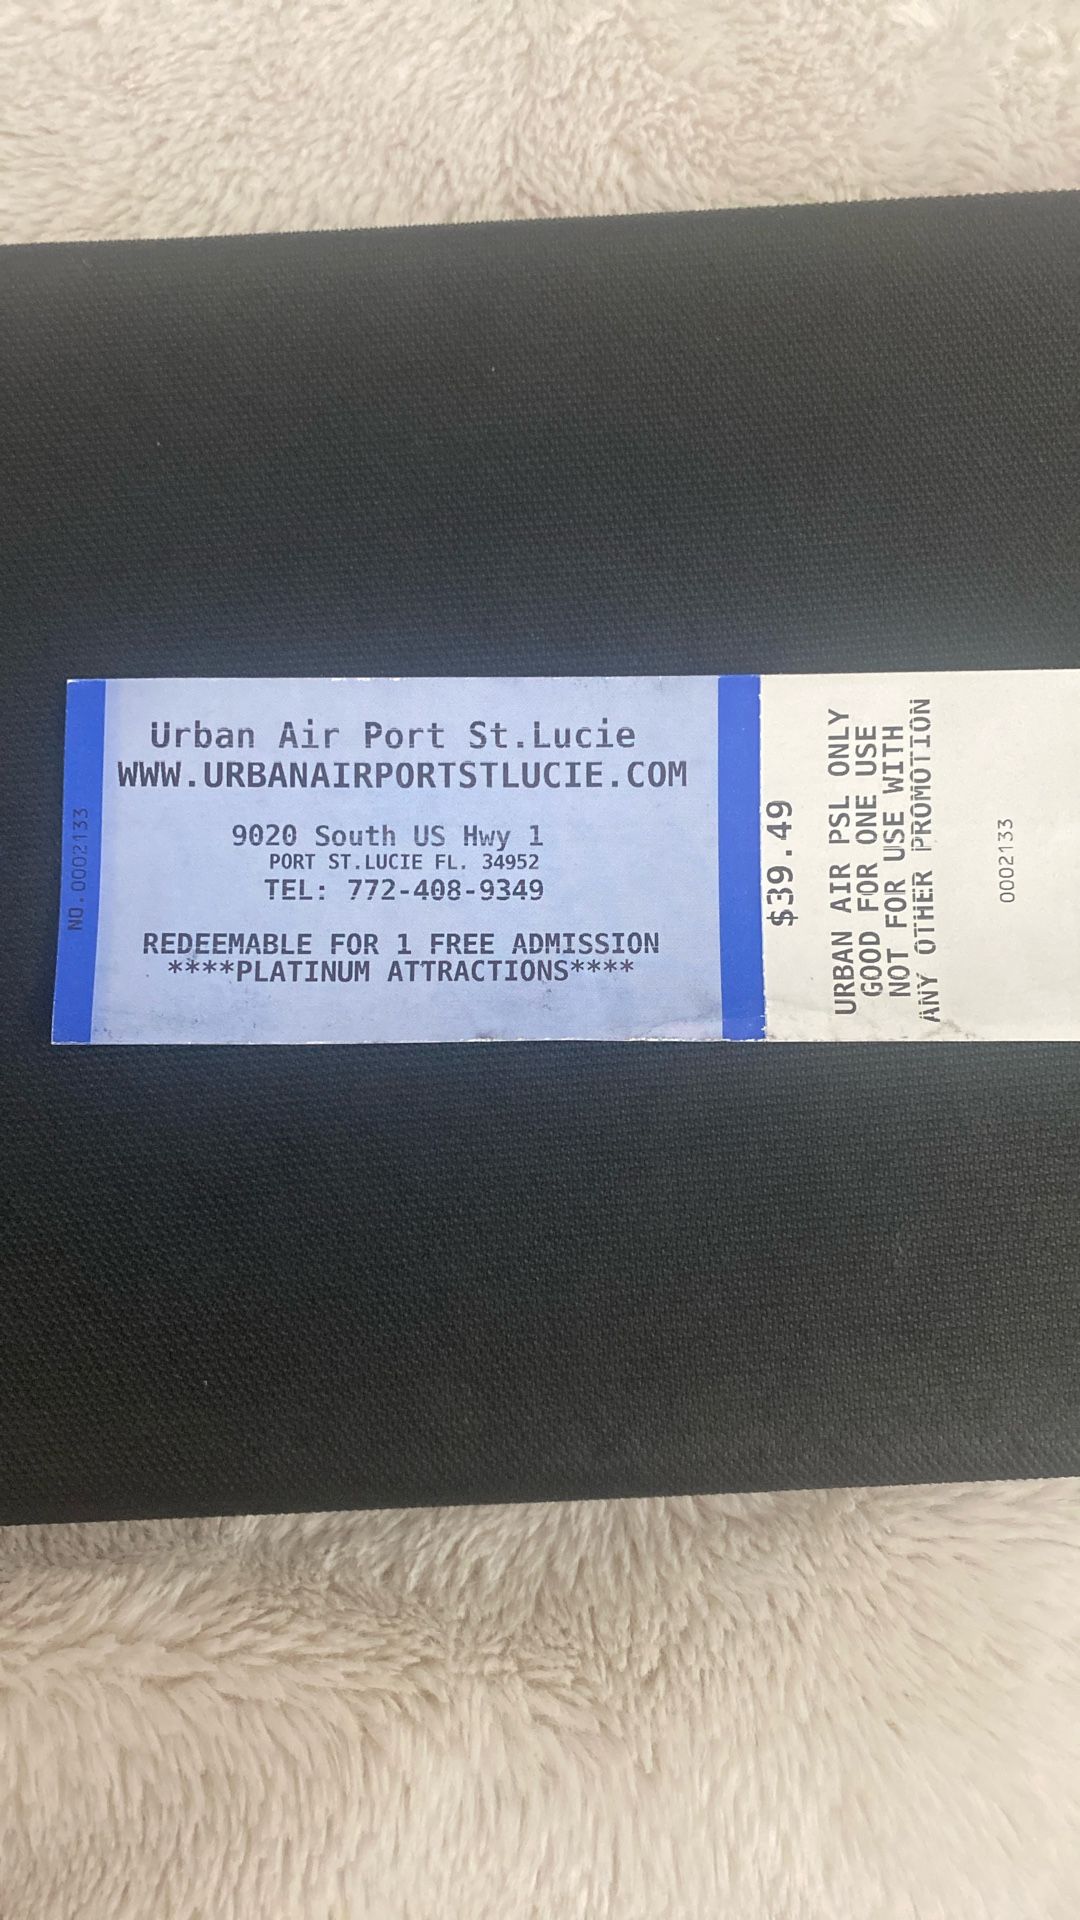 NO.0002133
Urban Air Port St.Lucie
WWW.URBANAIRPORTSTLUCIE.COM
9020 South US Hwy 1
PORT ST.LUCIE FL. 34952
TEL: 772-408-9349
REDEEMABLE FOR 1 FREE ADMISSION
****PLATINUM ATTRACTIONS****
$39.49
URBAN AIR PSL ONLY
GOOD FOR ONE USE
NOT FOR USE WITH
ANY OTHER PROMOTION
0002133